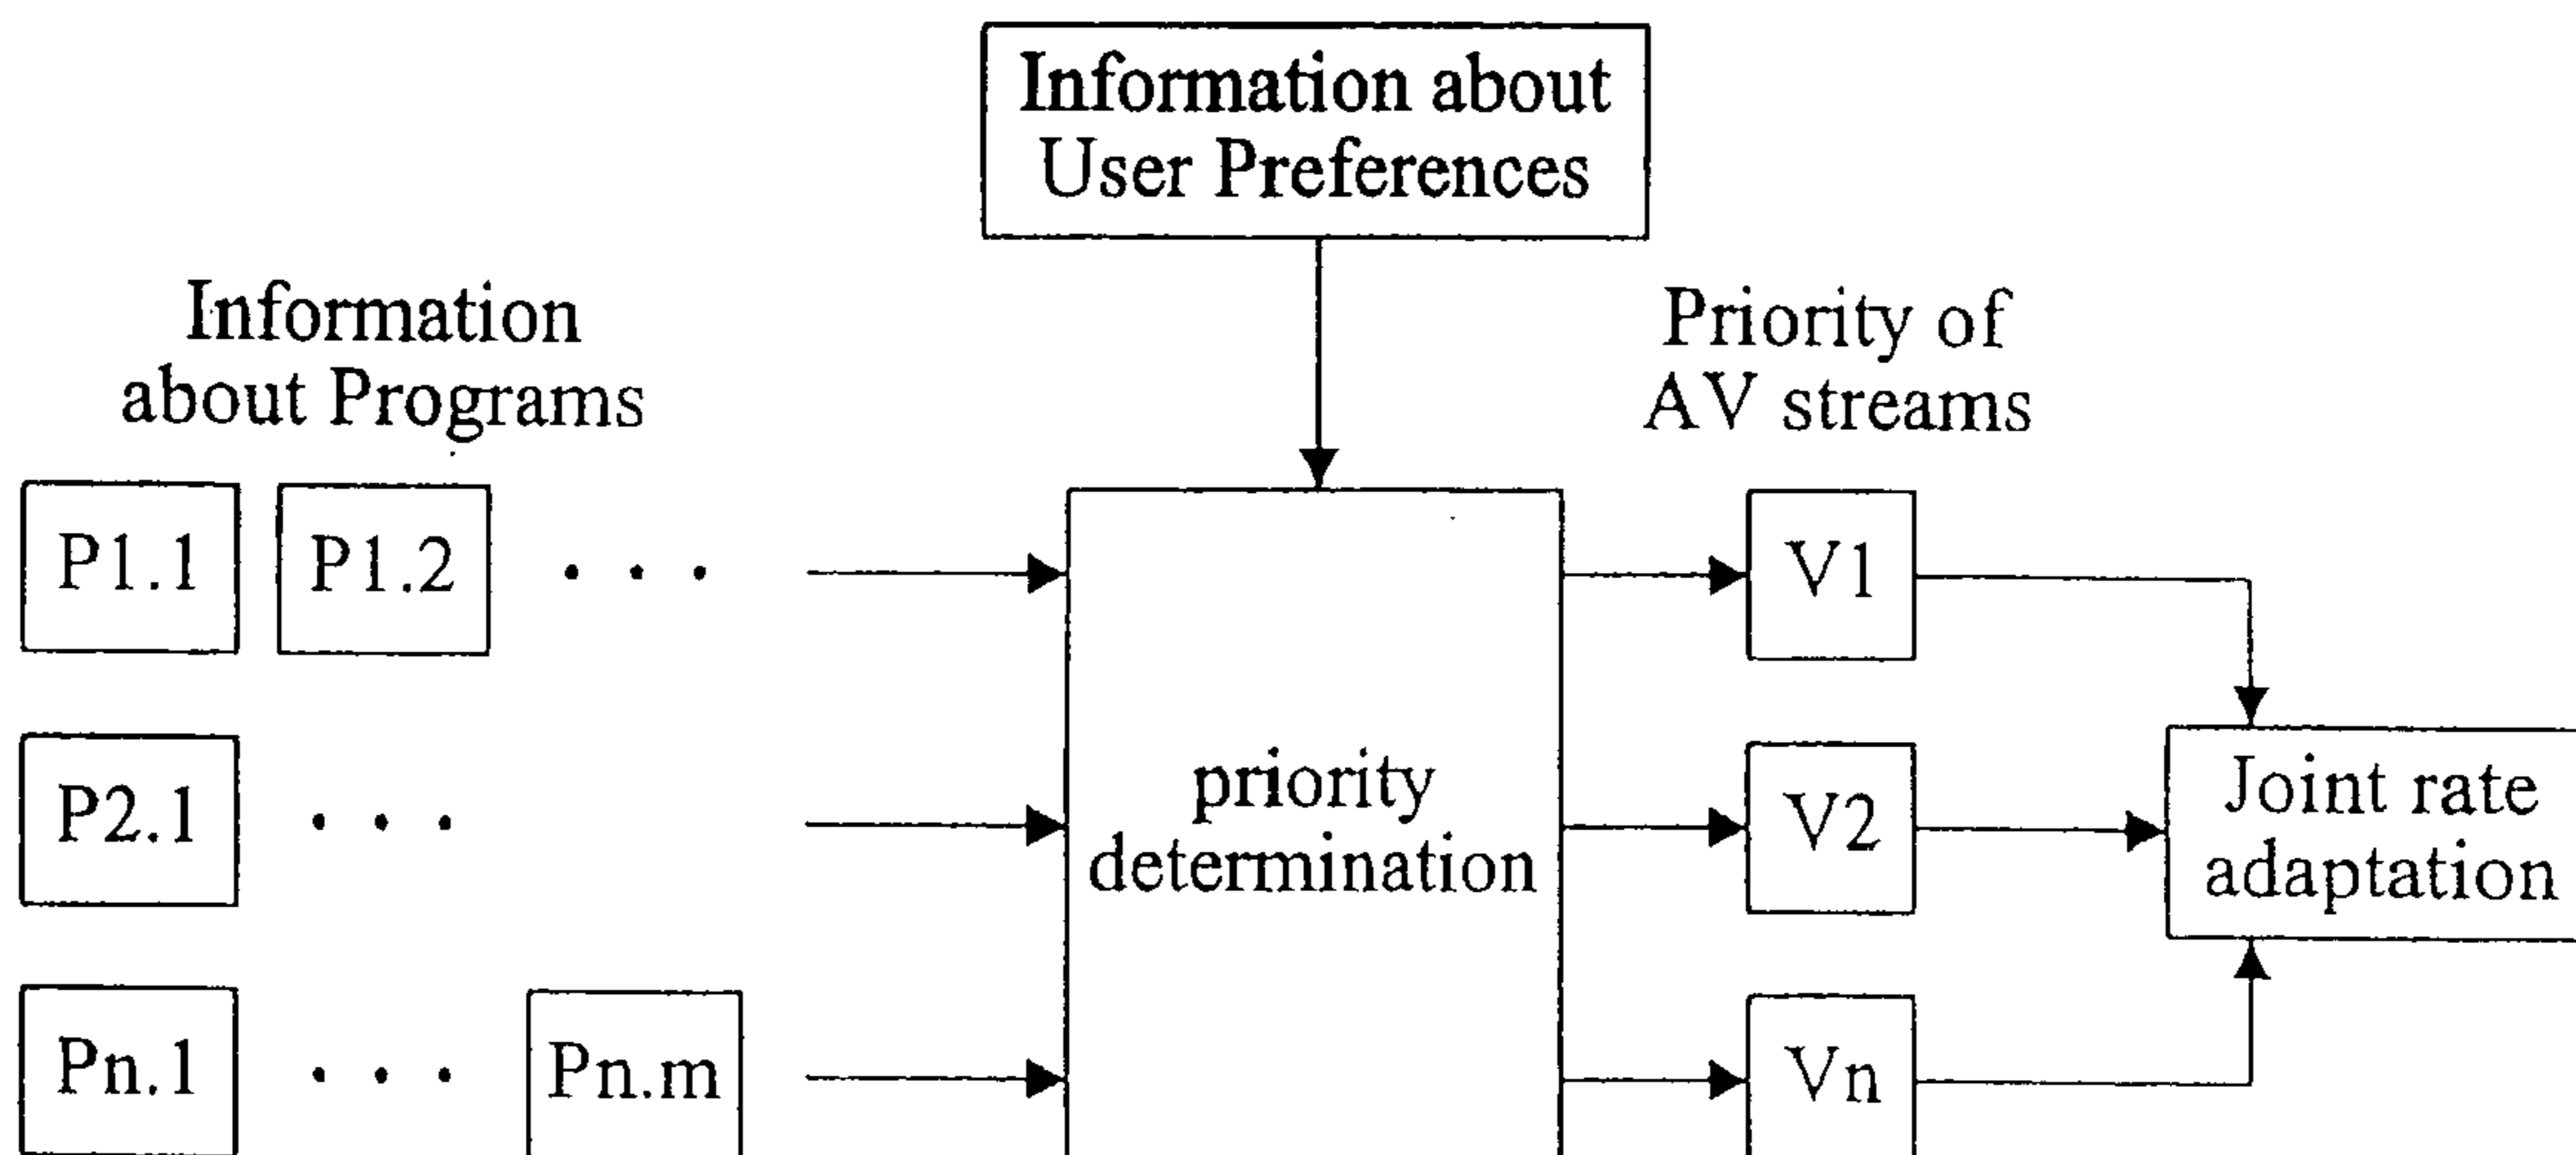 Information about
User Preferences
Information
about Programs
Priority of
AV streams
P1.1
P1.2
. . .
V1
P2.1
. . .
priority
determination
V2
Joint rate
adaptation
Pn.1
. . .
Pn.m
Vn